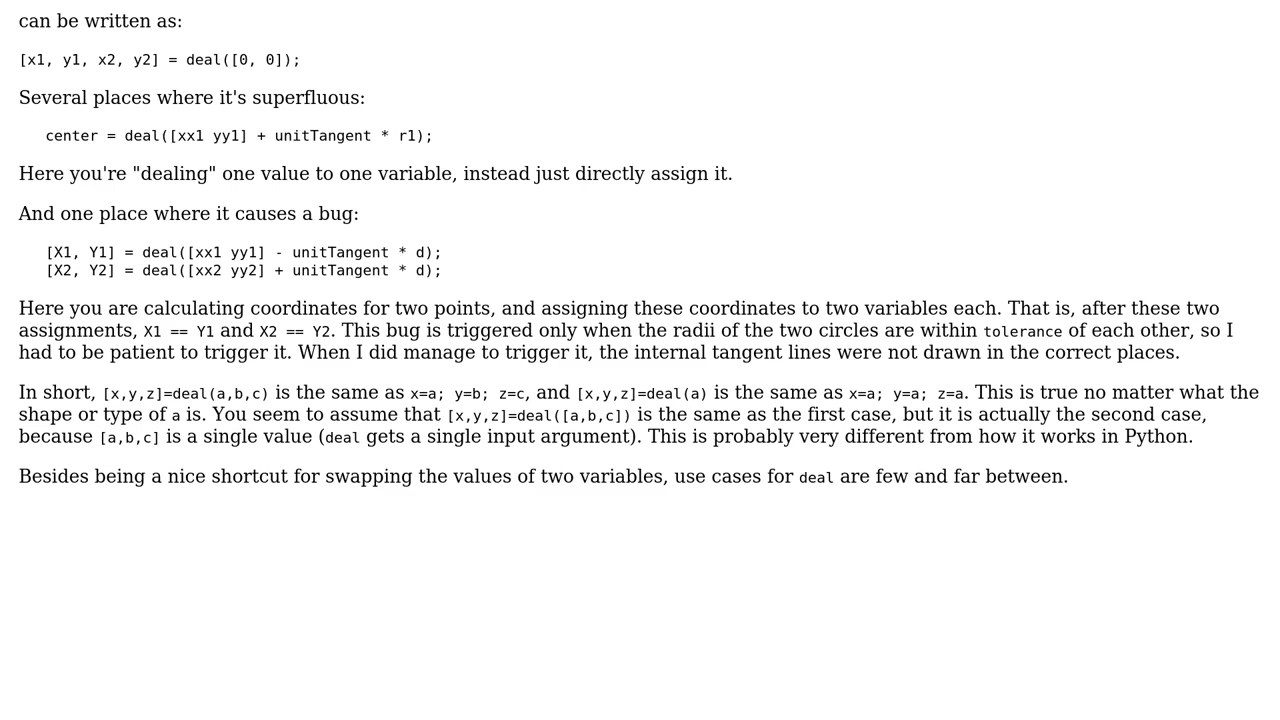 can be written as:
[x1, y1, x2, y2] = deal([0, 0]);
Several places where it's superfluous:
center = deal([xx1 yy1] + unitTangent * r1);
Here you're "dealing" one value to one variable, instead just directly assign it.
And one place where it causes a bug:
[X1, Y1] = deal([xx1 yy1] - unitTangent * d);
[X2, Y2] = deal([xx2 yy2] + unitTangent * d);
Here you are calculating coordinates for two points, and assigning these coordinates to two variables each. That is, after these two
assignments, X1 == Y1 and X2 == Y2. This bug is triggered only when the radii of the two circles are within tolerance of each other, so I
had to be patient to trigger it. When I did manage to trigger it, the internal tangent lines were not drawn in the correct places.
In short, [x,y,z]=deal(a,b,c) is the same as x=a; y=b; z=c, and [x,y,z]=deal(a) is the same as x=a; y=a; z=a. This is true no matter what the
shape or type of a is. You seem to assume that [x,y,z]=deal([a,b,c]) is the same as the first case, but it is actually the second case,
because [a,b,c] is a single value (deal gets a single input argument). This is probably very different from how it works in Python.
Besides being a nice shortcut for swapping the values of two variables, use cases for deal are few and far between.